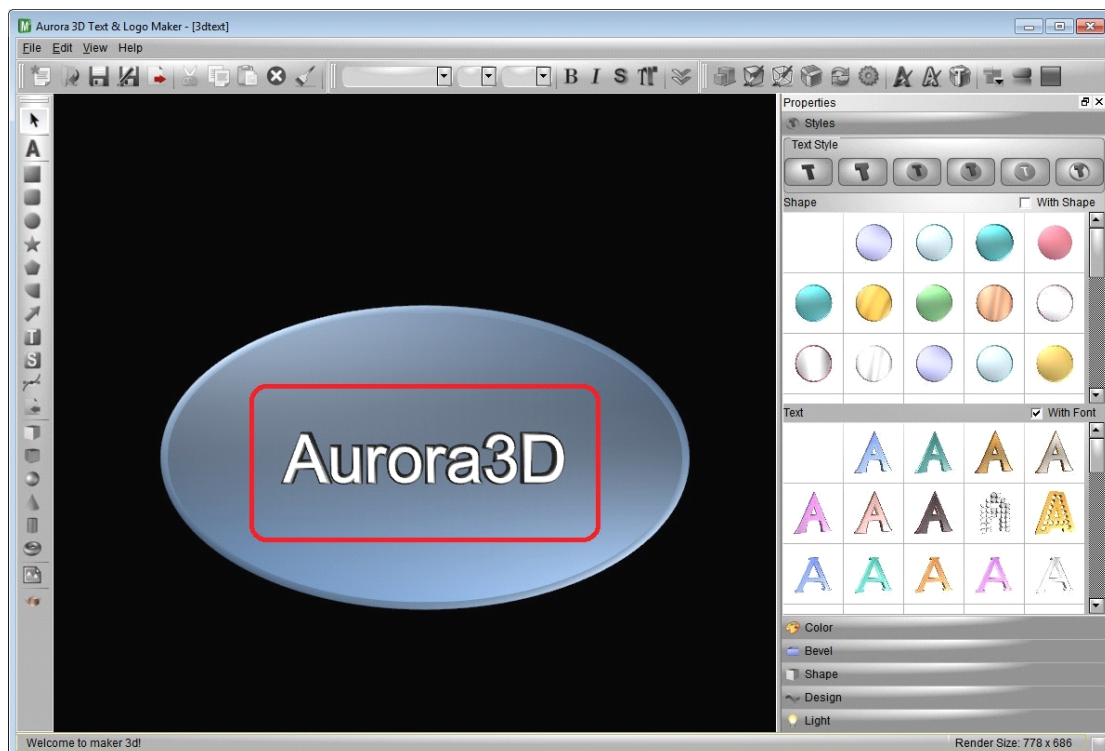 Aurora 3D Text & Logo Maker - [3dtext]
File Edit View Help
B I S T
Properties
Styles
A
Text Style
T T T T T T
Shape With Shape
T
S
Aurora3D
Text With Font
A A A A
A A A A A
A A A A A
Color
Bevel
Shape
Design
Light
Welcome to maker 3d! Render Size: 778 x 686